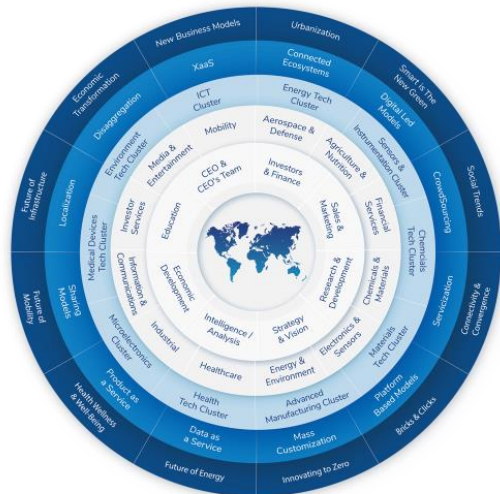 New Business Models
Urbanization
Smart is The
New Green
Social Trends
Connectivity &
Convergence
Bricks & Clicks
Innovating to Zero
Future of Energy
Health Wellness
& Well-Being
Future of
Mobility
Future of
Infrastructure
Economic
Transformation
XaaS
Connected
Ecosystems
Digital Led
Models
CrowdSourcing
Servicization
Platform
Based Models
Mass
Customization
Data as
a Service
Product as
a Service
Sharing
Models
Localization
Disaggregation
ICT
Cluster
Energy Tech
Cluster
Sensors &
Instrumentation Cluster
Chemcials
Tech Cluster
Materials
Tech Cluster
Advanced
Manufacturing Cluster
Health
Tech Cluster
Microelectronics
Cluster
Medical Devices
Tech Cluster
Environment
Tech Cluster
Mobility
Aerospace &
Defense
Agriculture &
Nutrition
Financial
Services
Chemicals &
Materials
Electronics &
Sensors
Energy &
Environment
Healthcare
Industrial
Information &
Communications
Investor
Services
Media &
Entertainment
CEO &
CEO's Team
Investors
& Finance
Sales &
Marketing
Research &
Development
Strategy
& Vision
Intelligence /
Analysis
Economic
Development
Education